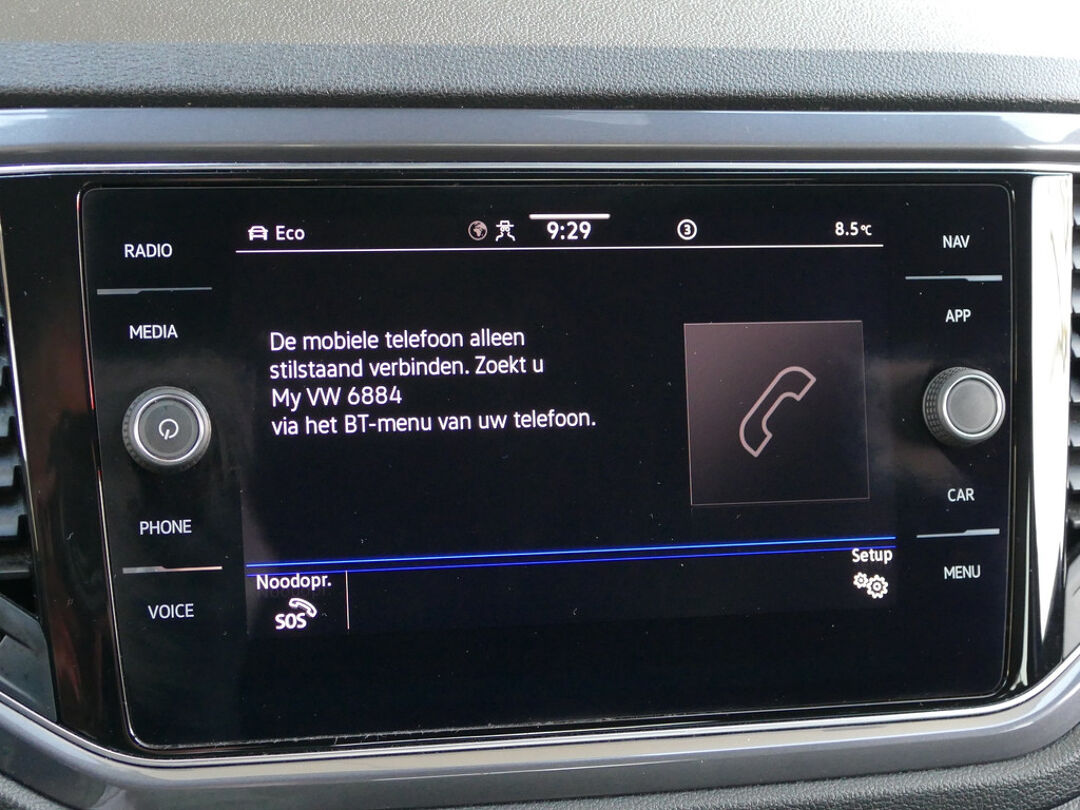 RADIO
MEDIA
PHONE
VOICE
Eco
9:29
3
8.5°C
De mobiele telefoon alleen
stilstaand verbinden. Zoekt u
My VW 6884
via het BT-menu van uw telefoon.
Noodopr.
SOS
Setup
NAV
APP
CAR
MENU